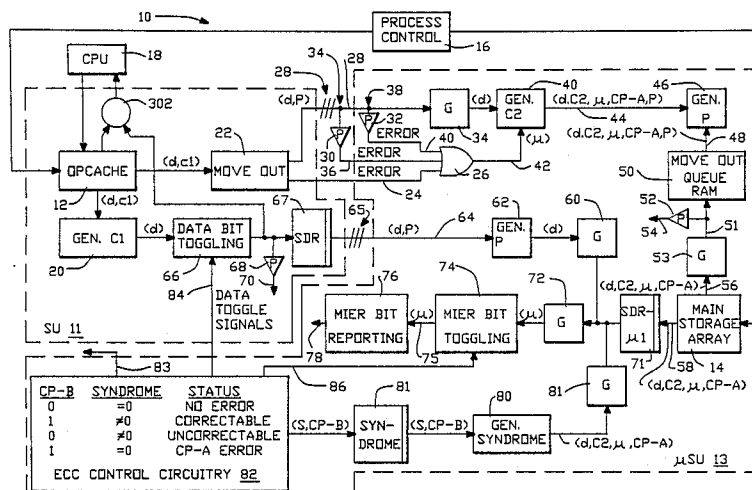 10
PROCESS CONTROL
16
CPU
18
302
28
34
28
38
(d,P)
P
32
30
36
ERROR
ERROR
ERROR
40
G
34
(d)
GEN. C2
40
(d,C2,μ,CP-A,P)
44
46
GEN. P
(d,C2, μ,CP-A,P)
48
(μ)
42
26
24
OPCACHE
12
(d,c1)
22
MOVE OUT
(d,c1)
GEN. C1
20
(d)
DATA BIT TOGGLING
66
67
SDR
65
(d,P)
64
62
GEN. P
(d)
60
G
MOVE OUT QUEUE RAM
50
52
P
54
51
G
53
56
(d,C2,μ,CP-A)
68
P
70
84
DATA TOGGLE SIGNALS
SU 11
76
MIER BIT REPORTING
78
(μ)
75
74
MIER BIT TOGGLING
(μ)
72
G
SDR-μ1
71
MAIN STORAGE ARRAY
14
58
(d,C2, μ,CP-A)
83
86
G
81
CP-B SYNDROME STATUS
0 =0 NO ERROR
1 ≠0 CORRECTABLE
0 ≠0 UNCORRECTABLE
1 =0 CP-A ERROR
ECC CONTROL CIRCUITRY 82
(S,CP-B)
81
SYN-DROME
(S,CP-B)
80
GEN. SYNDROME
(d,C2,μ,CP-A)
μSU 13